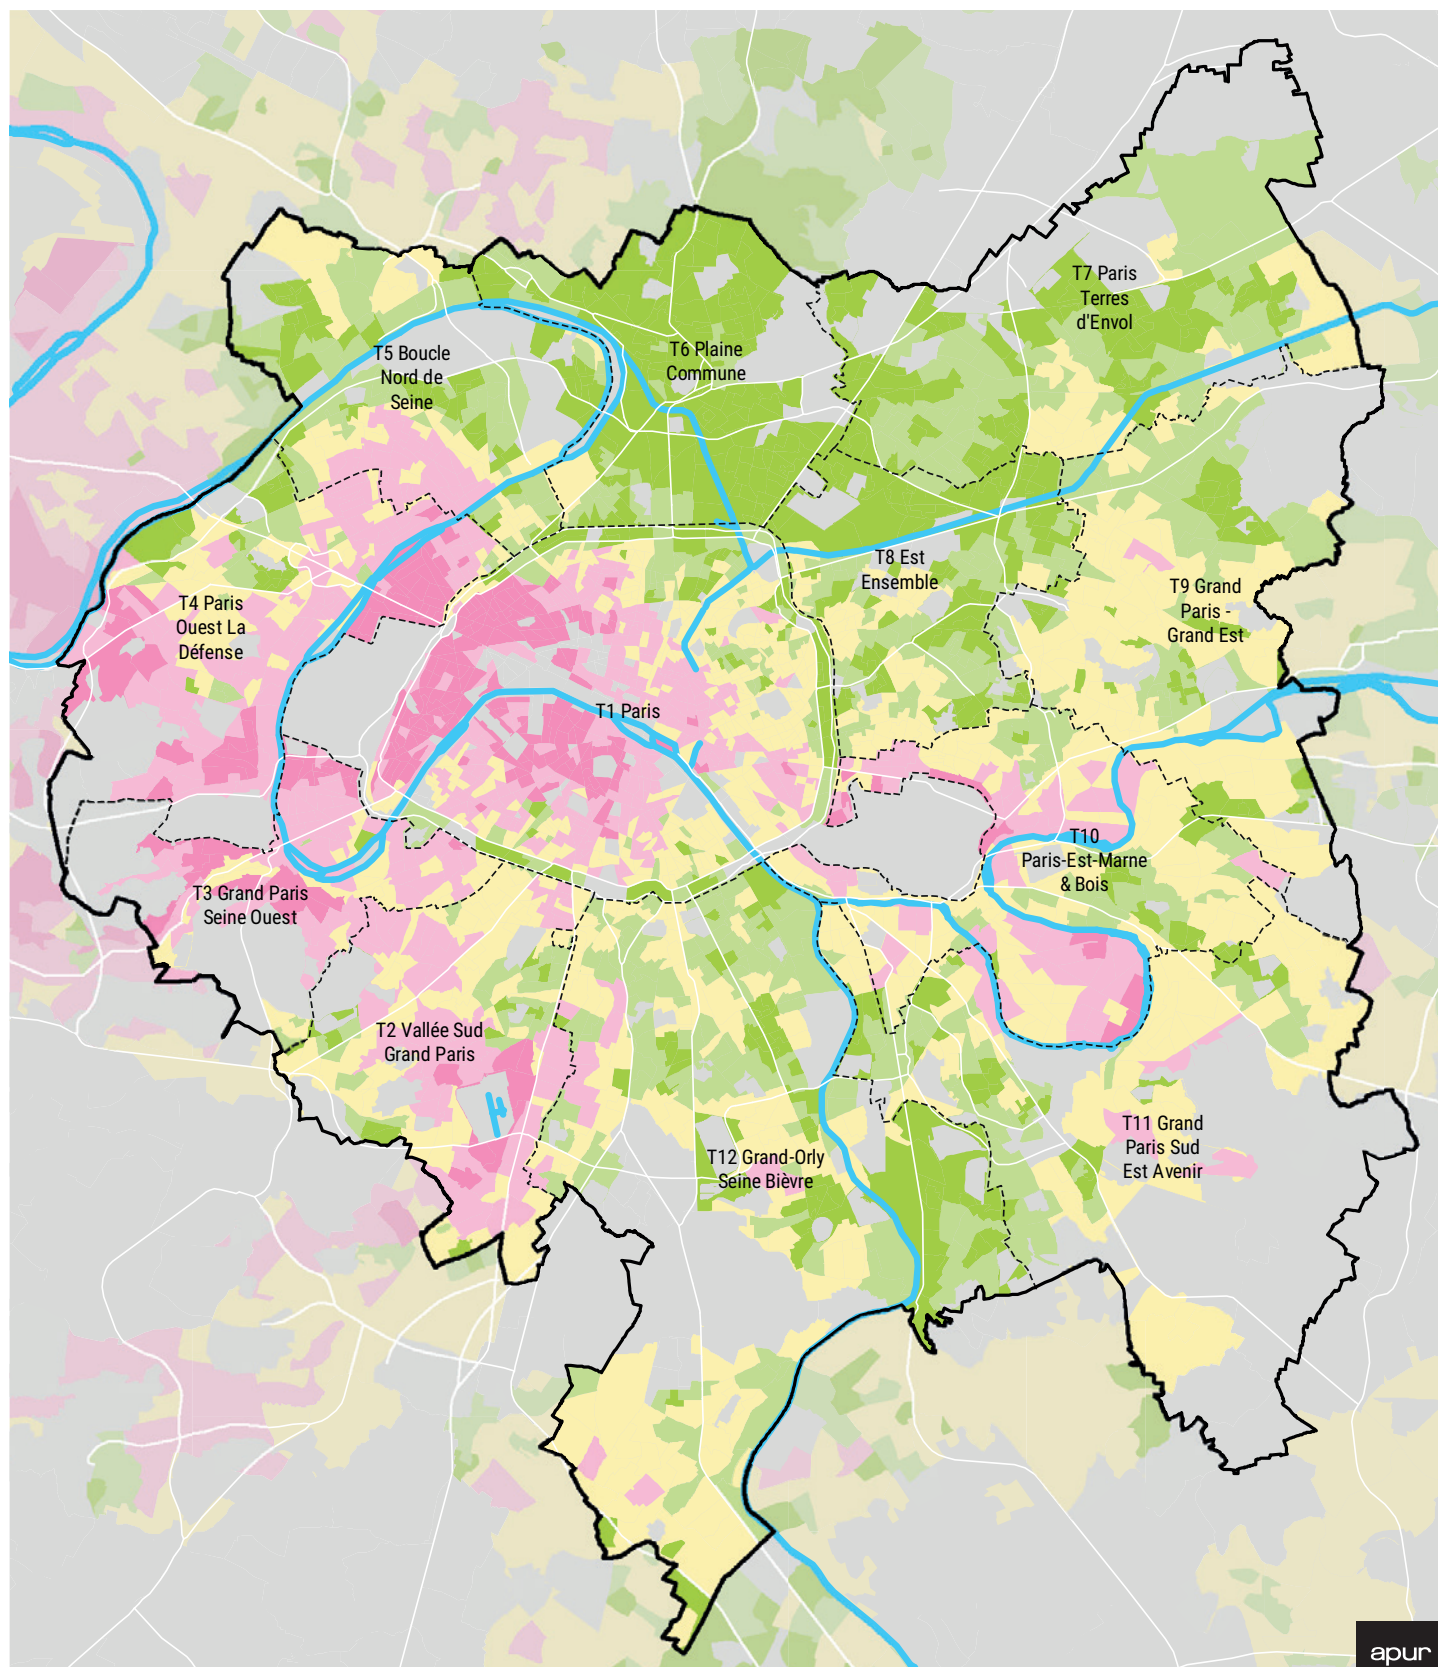 T7 Paris
Terres
d'Envol
T5 Boucle
Nord de
Seine
T6 Plaine
Commune
T8 Est
Ensemble
T9 Grand
Paris -
Grand Est
T4 Paris
Ouest La
Défense
T1 Paris
T10
Paris-Est-Marne
& Bois
T3 Grand Paris
Seine Ouest
T2 Vallée Sud
Grand Paris
T11 Grand
Paris Sud
Est Avenir
T12 Grand-Orly
Seine Bièvre
apur